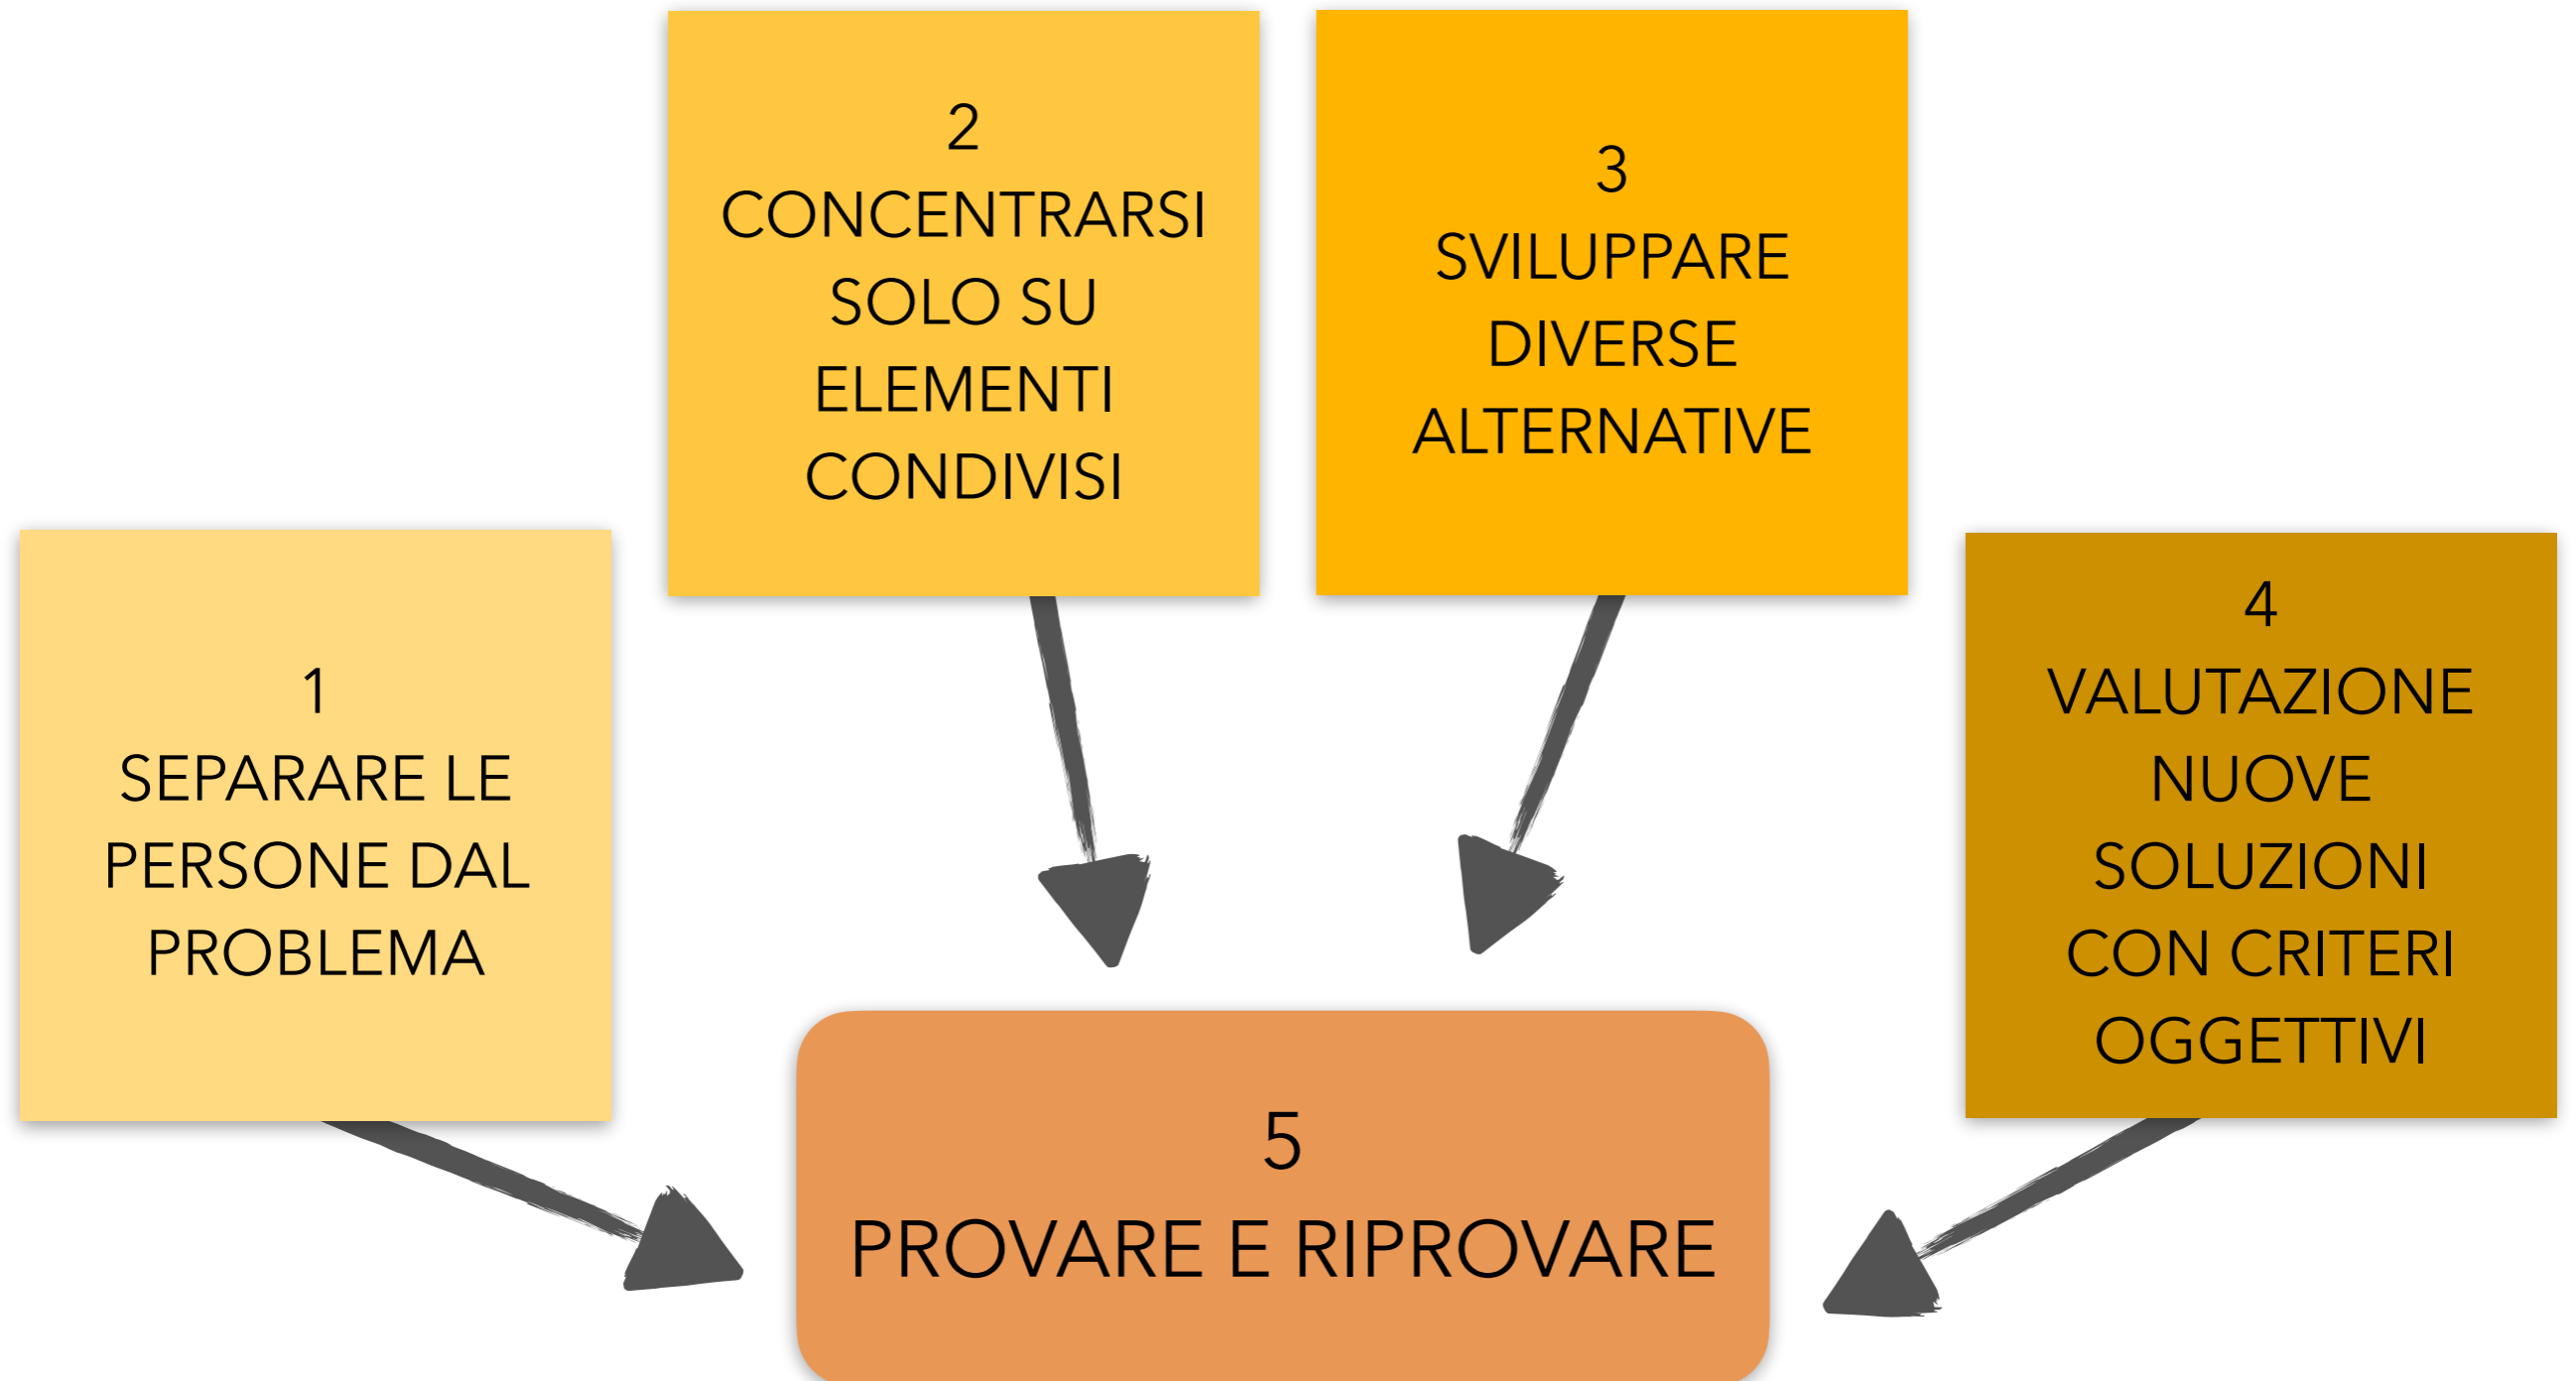 1
SEPARARE LE
PERSONE DAL
PROBLEMA
2
CONCENTRARSI
SOLO SU
ELEMENTI
CONDIVISI
3
SVILUPPARE
DIVERSE
ALTERNATIVE
4
VALUTAZIONE
NUOVE
SOLUZIONI
CON CRITERI
OGGETTIVI
5
PROVARE E RIPROVARE